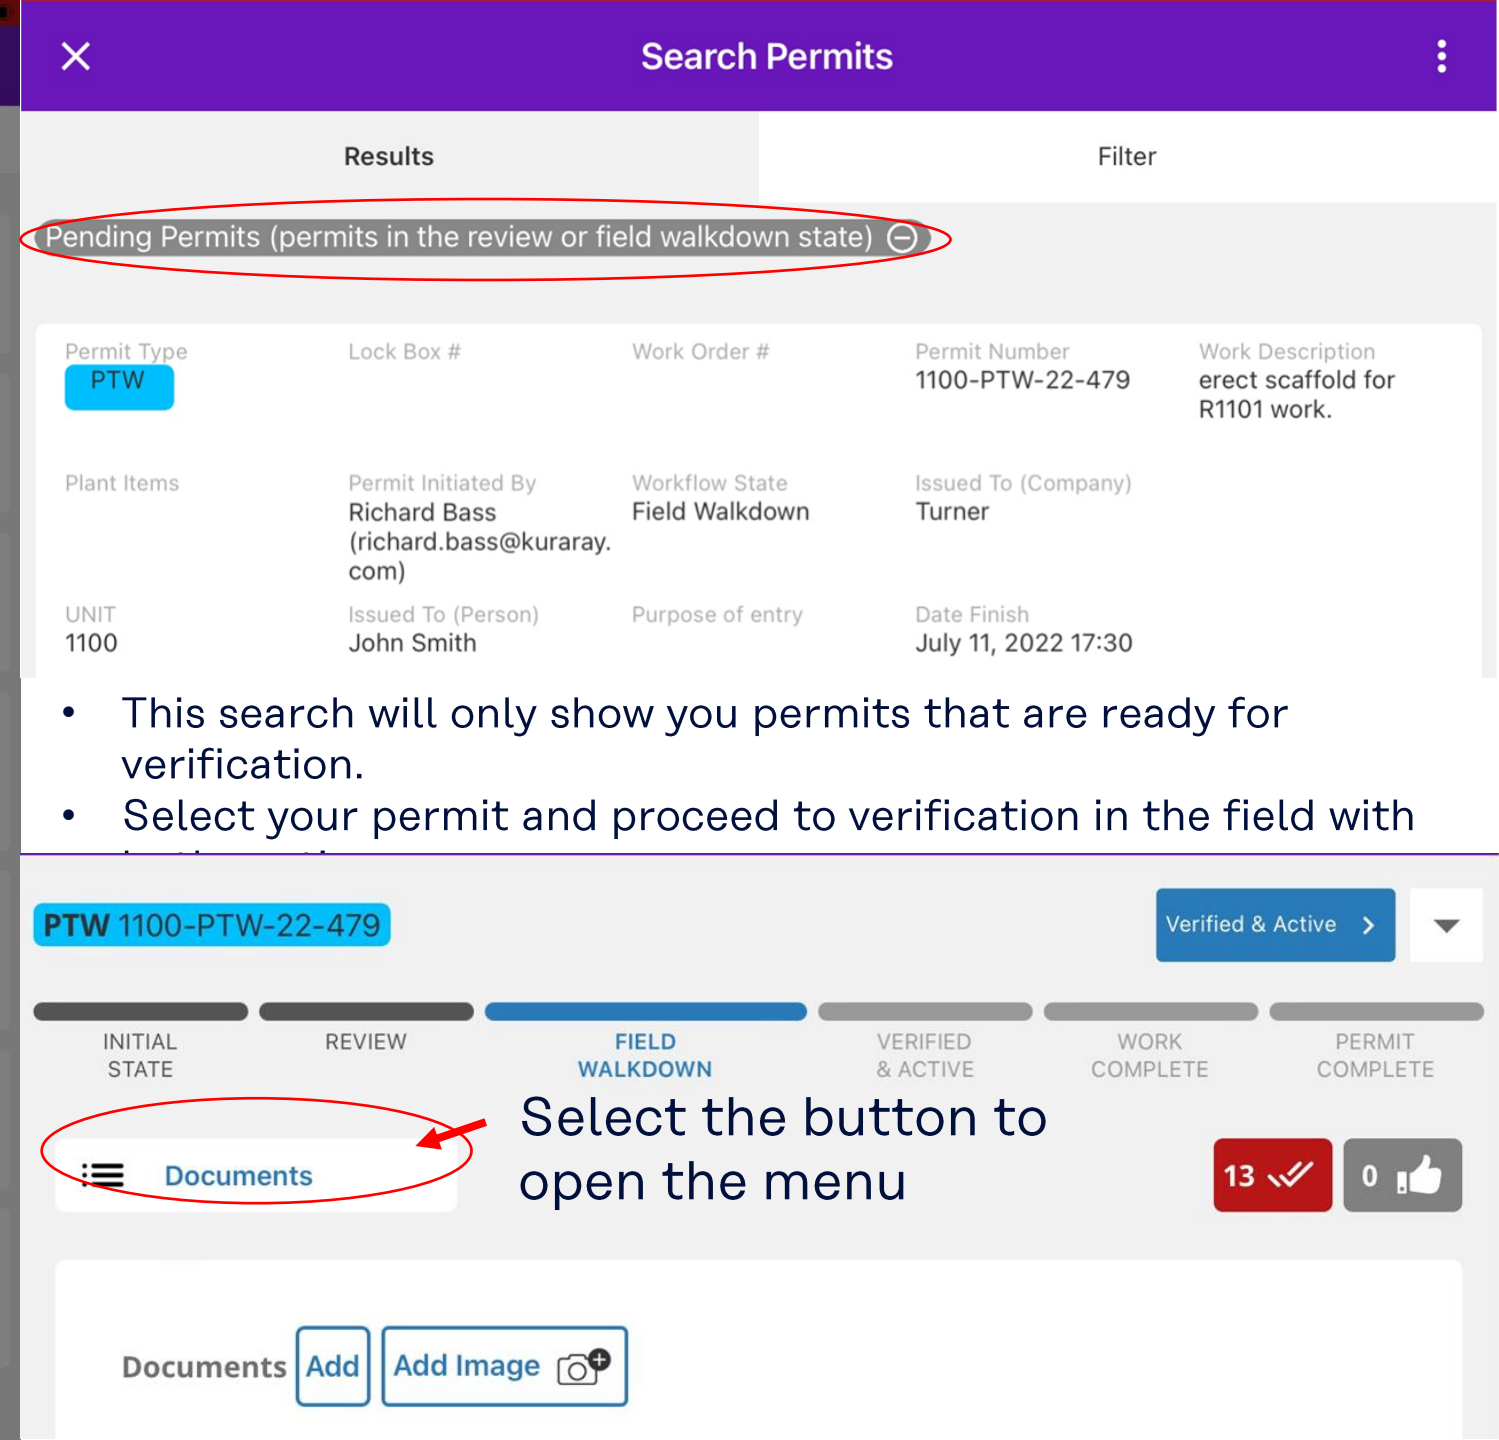 Search Permits
Results
Filter
Pending Permits (permits in the review or field walkdown state)
Permit Type
PTW
Lock Box #
Work Order #
Permit Number
1100-PTW-22-479
Work Description
erect scaffold for
R1101 work.
Plant Items
Permit Initiated By
Richard Bass
(richard.bass@kuraray.
com)
Workflow State
Field Walkdown
Issued To (Company)
Turner
UNIT
1100
Issued To (Person)
John Smith
Purpose of entry
Date Finish
July 11, 2022 17:30
• This search will only show you permits that are ready for
verification.
• Select your permit and proceed to verification in the field with
PTW 1100-PTW-22-479
Verified & Active
INITIAL
STATE
REVIEW
FIELD
WALKDOWN
VERIFIED
& ACTIVE
WORK
COMPLETE
PERMIT
COMPLETE
Select the button to
open the menu
Documents
13
0
Documents
Add
Add Image